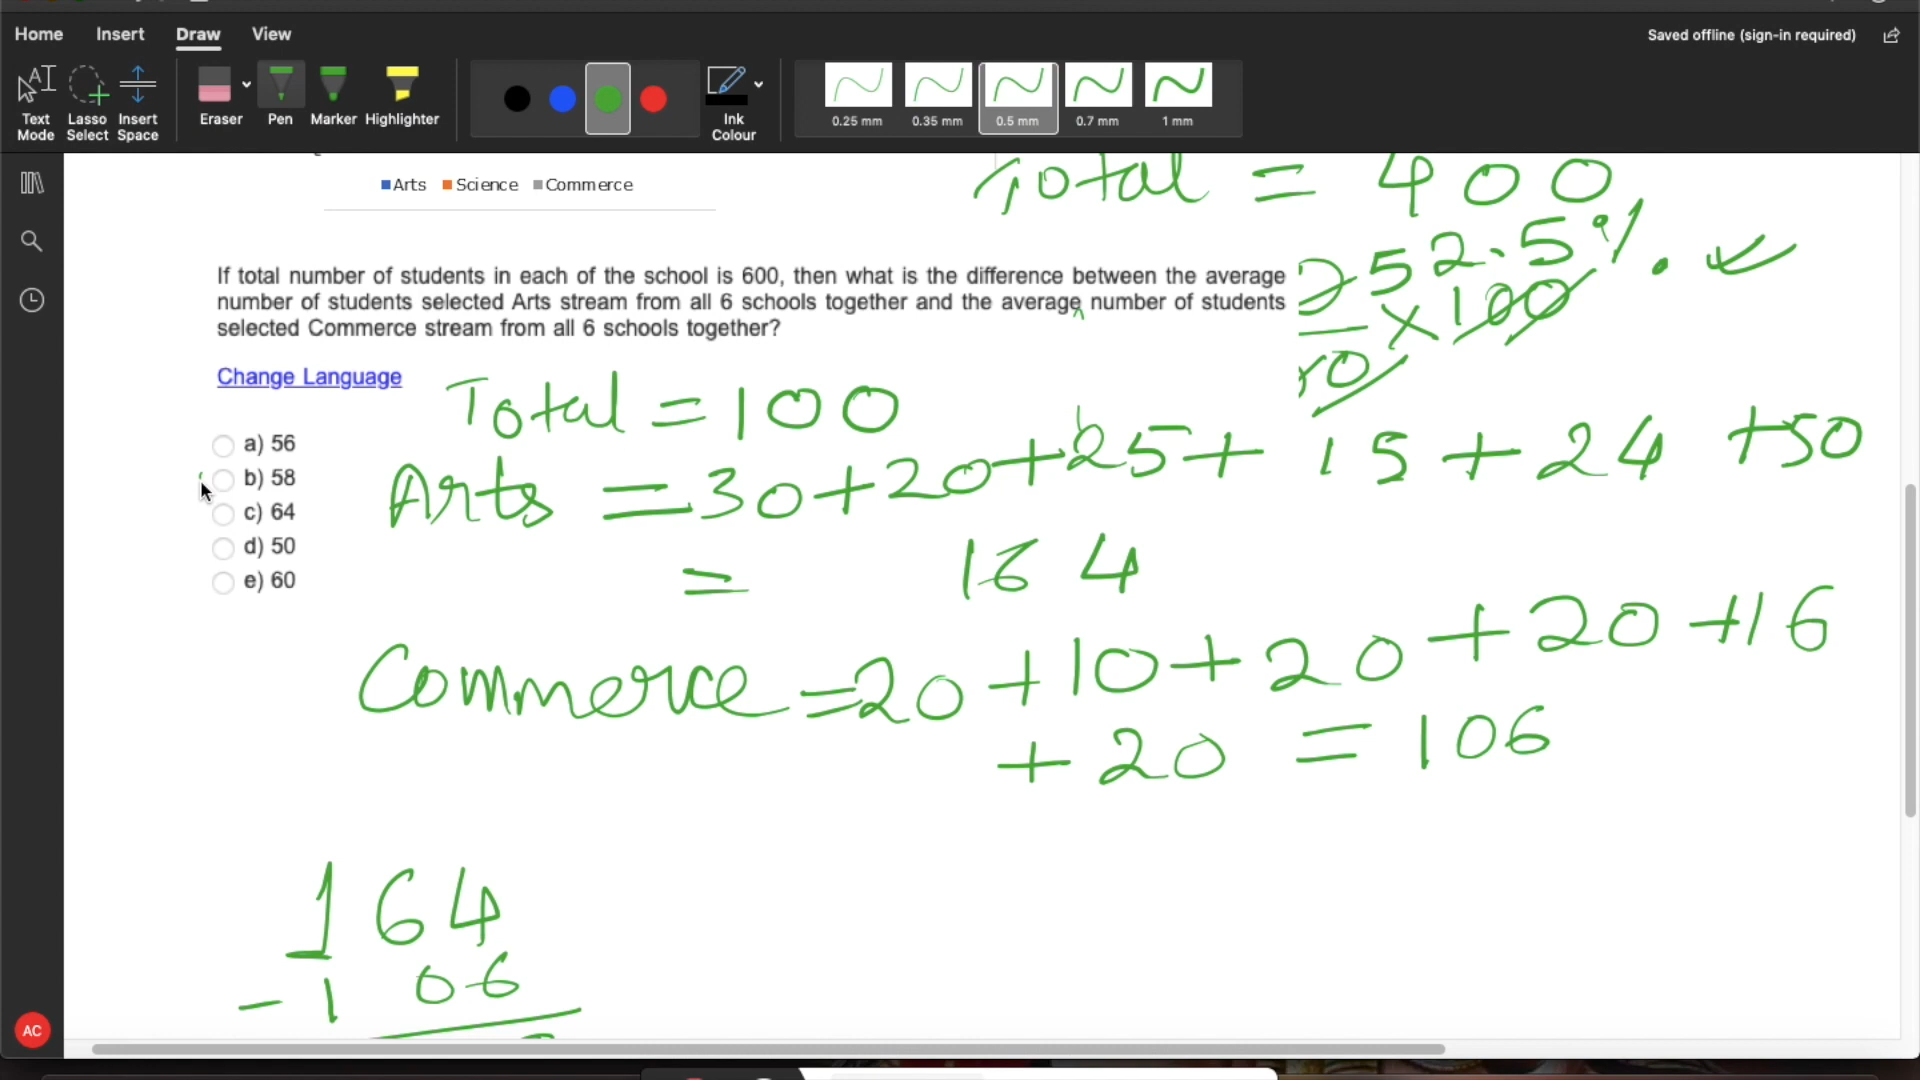 Home Insert Draw View Saved offline (sign-in required)
Text Mode Lasso Select Insert Space Eraser Pen Marker Highlighter Ink Colour 0.25 mm 0.35 mm 0.5 mm 0.7 mm 1 mm
Arts Science Commerce
Total = 400
52.5%.
×100
If total number of students in each of the school is 600, then what is the difference between the average
number of students selected Arts stream from all 6 schools together and the average number of students
selected Commerce stream from all 6 schools together?
Change Language
Total = 100
a) 56
b) 58
c) 64
d) 50
e) 60
Arts = 30+20+25+ 15 + 24 +50
= 164
Commerce =20 +10+20 +20 +16
+ 20 = 106
164
- 106
AC